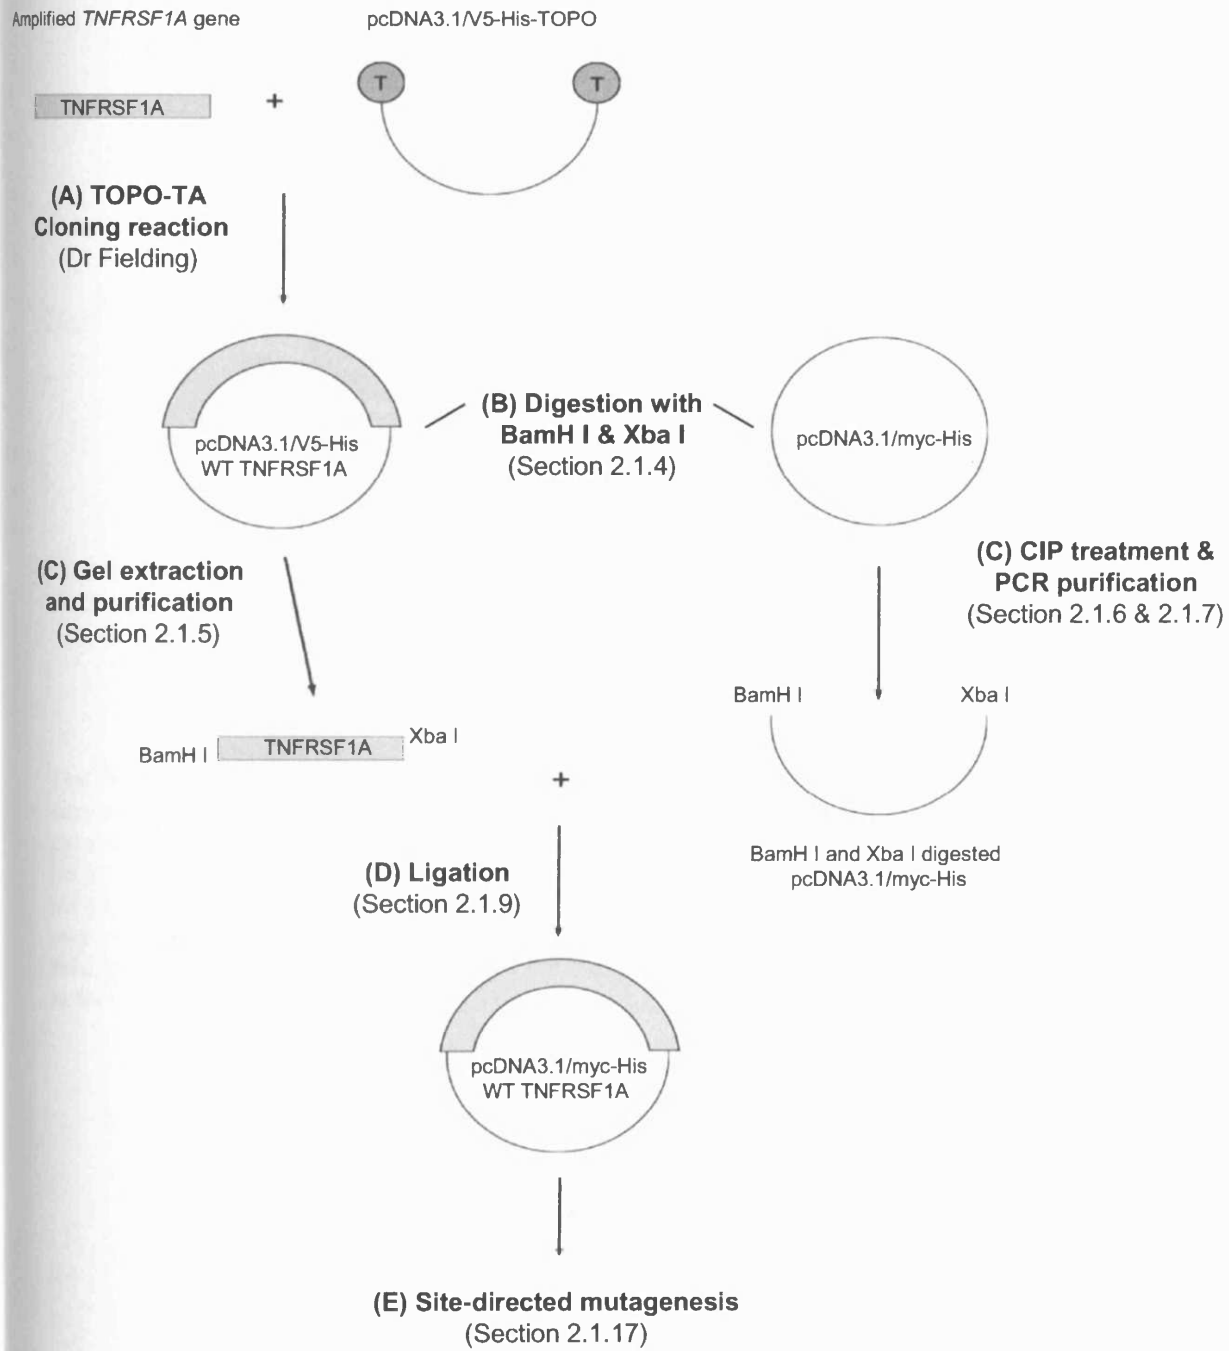 Amplified TNFRSF1A gene
pcDNA3.1/V5-His-TOPO
T
T
TNFRSF1A
+
(A) TOPO-TA
Cloning reaction
(Dr Fielding)
pcDNA3.1/V5-His
WT TNFRSF1A
(B) Digestion with
BamH I & Xba I
(Section 2.1.4)
pcDNA3.1/myc-His
(C) Gel extraction
and purification
(Section 2.1.5)
(C) CIP treatment &
PCR purification
(Section 2.1.6 & 2.1.7)
BamH I
Xba I
BamH I
TNFRSF1A
Xba I
+
BamH I and Xba I digested
pcDNA3.1/myc-His
(D) Ligation
(Section 2.1.9)
pcDNA3.1/myc-His
WT TNFRSF1A
(E) Site-directed mutagenesis
(Section 2.1.17)